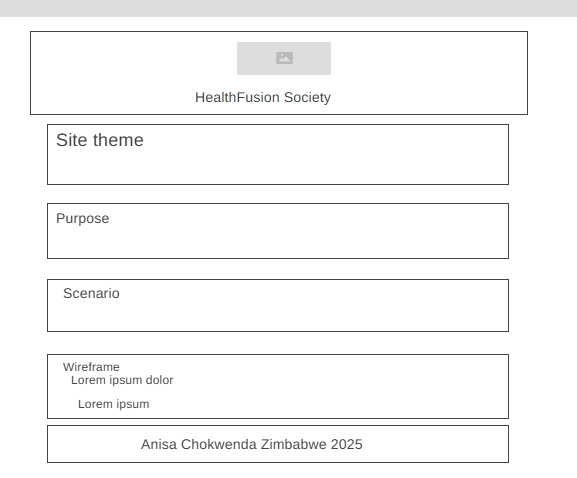 HealthFusion Society
Site theme
Purpose
Scenario
Wireframe
Lorem ipsum dolor
Lorem ipsum
Anisa Chokwenda Zimbabwe 2025